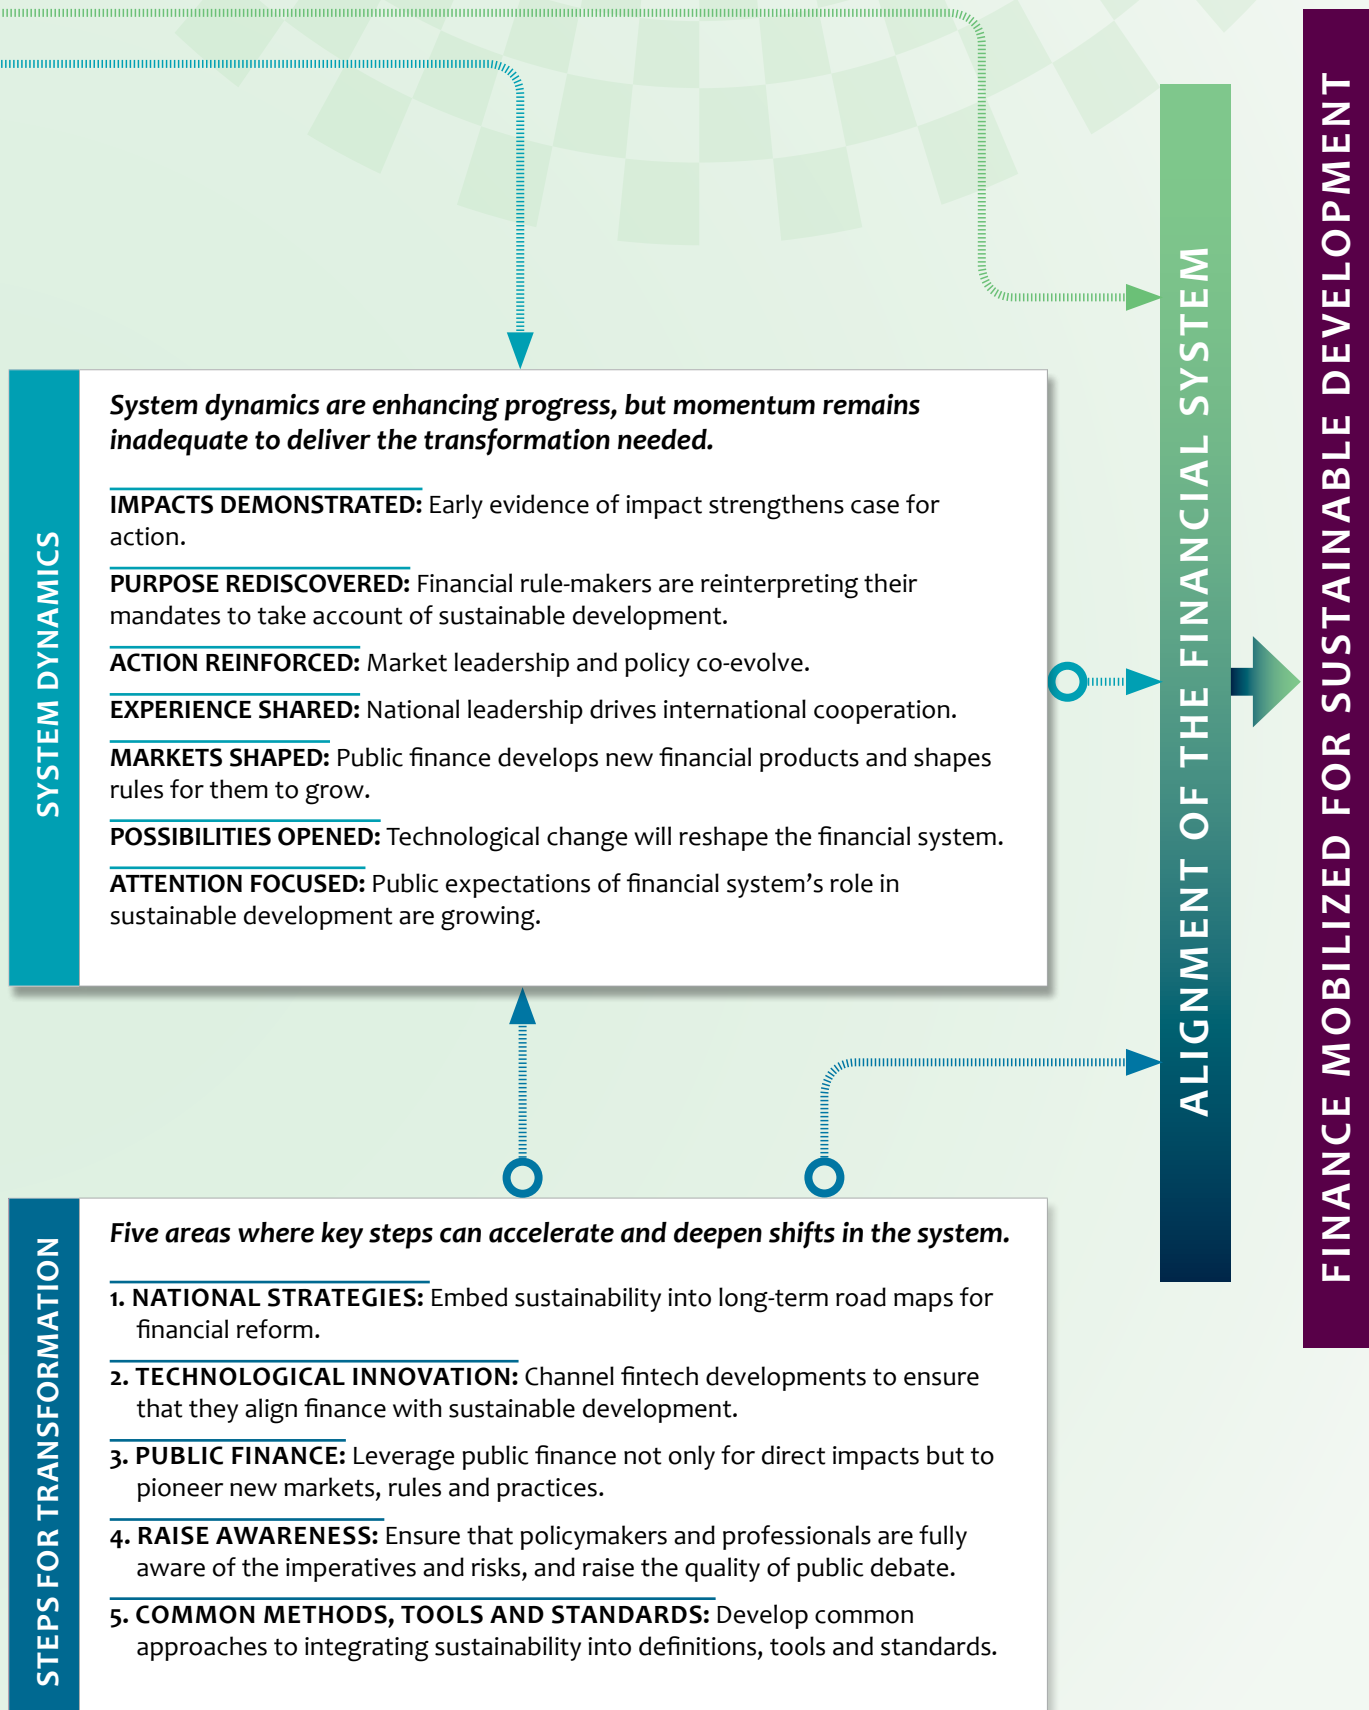 SYSTEM DYNAMICS
System dynamics are enhancing progress, but momentum remains
inadequate to deliver the transformation needed.
IMPACTS DEMONSTRATED: Early evidence of impact strengthens case for
action.
PURPOSE REDISCOVERED: Financial rule-makers are reinterpreting their
mandates to take account of sustainable development.
ACTION REINFORCED: Market leadership and policy co-evolve.
EXPERIENCE SHARED: National leadership drives international cooperation.
MARKETS SHAPED: Public finance develops new financial products and shapes
rules for them to grow.
POSSIBILITIES OPENED: Technological change will reshape the financial system.
ATTENTION FOCUSED: Public expectations of financial system’s role in
sustainable development are growing.
STEPS FOR TRANSFORMATION
Five areas where key steps can accelerate and deepen shifts in the system.
1. NATIONAL STRATEGIES: Embed sustainability into long-term road maps for
financial reform.
2. TECHNOLOGICAL INNOVATION: Channel fintech developments to ensure
that they align finance with sustainable development.
3. PUBLIC FINANCE: Leverage public finance not only for direct impacts but to
pioneer new markets, rules and practices.
4. RAISE AWARENESS: Ensure that policymakers and professionals are fully
aware of the imperatives and risks, and raise the quality of public debate.
5. COMMON METHODS, TOOLS AND STANDARDS: Develop common
approaches to integrating sustainability into definitions, tools and standards.
ALIGNMENT OF THE FINANCIAL SYSTEM
FINANCE MOBILIZED FOR SUSTAINABLE DEVELOPMENT